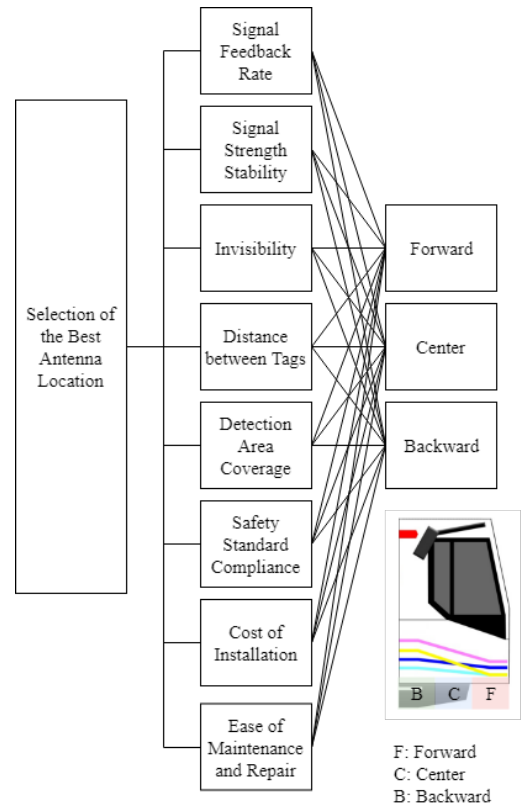 Selection of
the Best
Antenna
Location
Signal
Feedback
Rate
Signal
Strength
Stability
Invisibility
Distance
between Tags
Detection
Area
Coverage
Safety
Standard
Compliance
Cost of
Installation
Ease of
Maintenance
and Repair
Forward
Center
Backward
B C F
F: Forward
C: Center
B: Backward